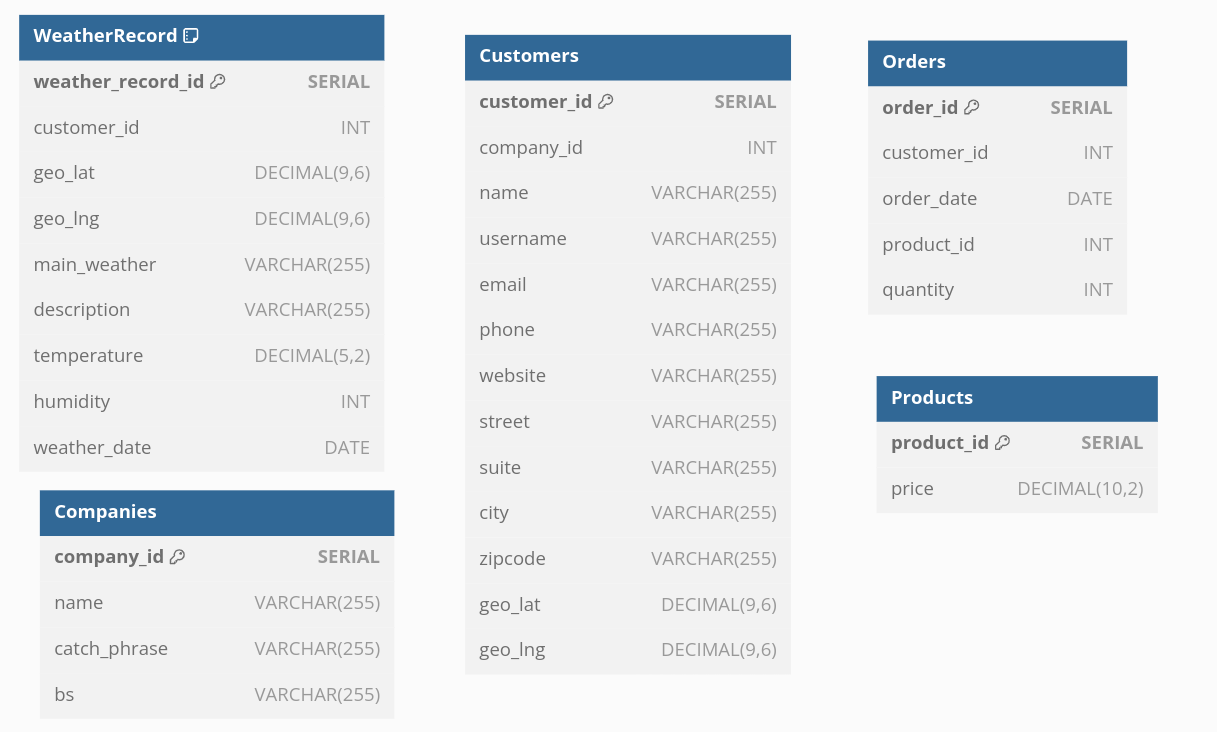 WeatherRecord
weather_record_id SERIAL
customer_id INT
geo_lat DECIMAL(9,6)
geo_lng DECIMAL(9,6)
main_weather VARCHAR(255)
description VARCHAR(255)
temperature DECIMAL(5,2)
humidity INT
weather_date DATE
Companies
company_id SERIAL
name VARCHAR(255)
catch_phrase VARCHAR(255)
bs VARCHAR(255)
Customers
customer_id SERIAL
company_id INT
name VARCHAR(255)
username VARCHAR(255)
email VARCHAR(255)
phone VARCHAR(255)
website VARCHAR(255)
street VARCHAR(255)
suite VARCHAR(255)
city VARCHAR(255)
zipcode VARCHAR(255)
geo_lat DECIMAL(9,6)
geo_lng DECIMAL(9,6)
Orders
order_id SERIAL
customer_id INT
order_date DATE
product_id INT
quantity INT
Products
product_id SERIAL
price DECIMAL(10,2)